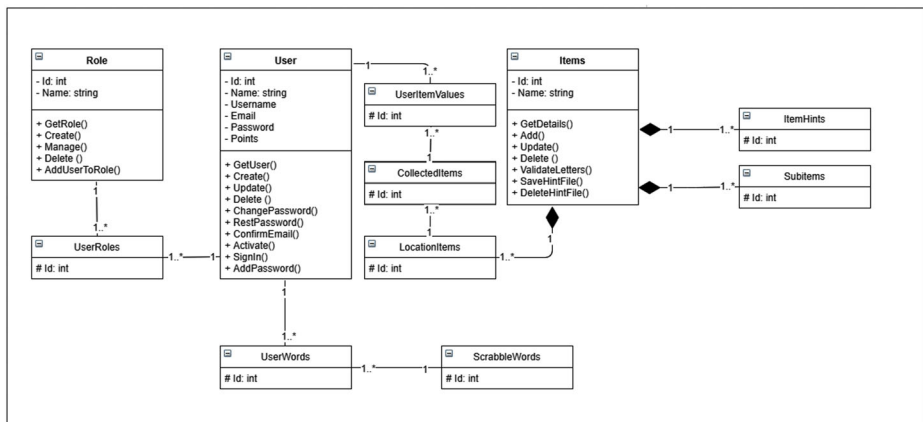 Role
- Id: int
- Name: string
+ GetRole()
+ Create()
+ Manage()
+ Delete ()
+ AddUserToRole()
1
1..*
UserRoles
# Id: int
1..*
1
User
- Id: int
- Name: string
- Username
- Email
- Password
- Points
+ GetUser()
+ Create()
+ Update()
+ Delete ()
+ ChangePassword()
+ RestPassword()
+ ConfirmEmail()
+ Activate()
+ SignIn()
+ AddPassword()
1
1..*
UserWords
# Id: int
1..*
1
ScrabbleWords
# Id: int
1
1..*
UserItemValues
# Id: int
1..*
1
CollectedItems
# Id: int
1..*
1
LocationItems
# Id: int
1..*
1
Items
- Id: int
- Name: string
+ GetDetails()
+ Add()
+ Update()
+ Delete ()
+ ValidateLetters()
+ SaveHintFile()
+ DeleteHintFile()
1
1..*
ItemHints
# Id: int
1
1..*
Subitems
# Id: int